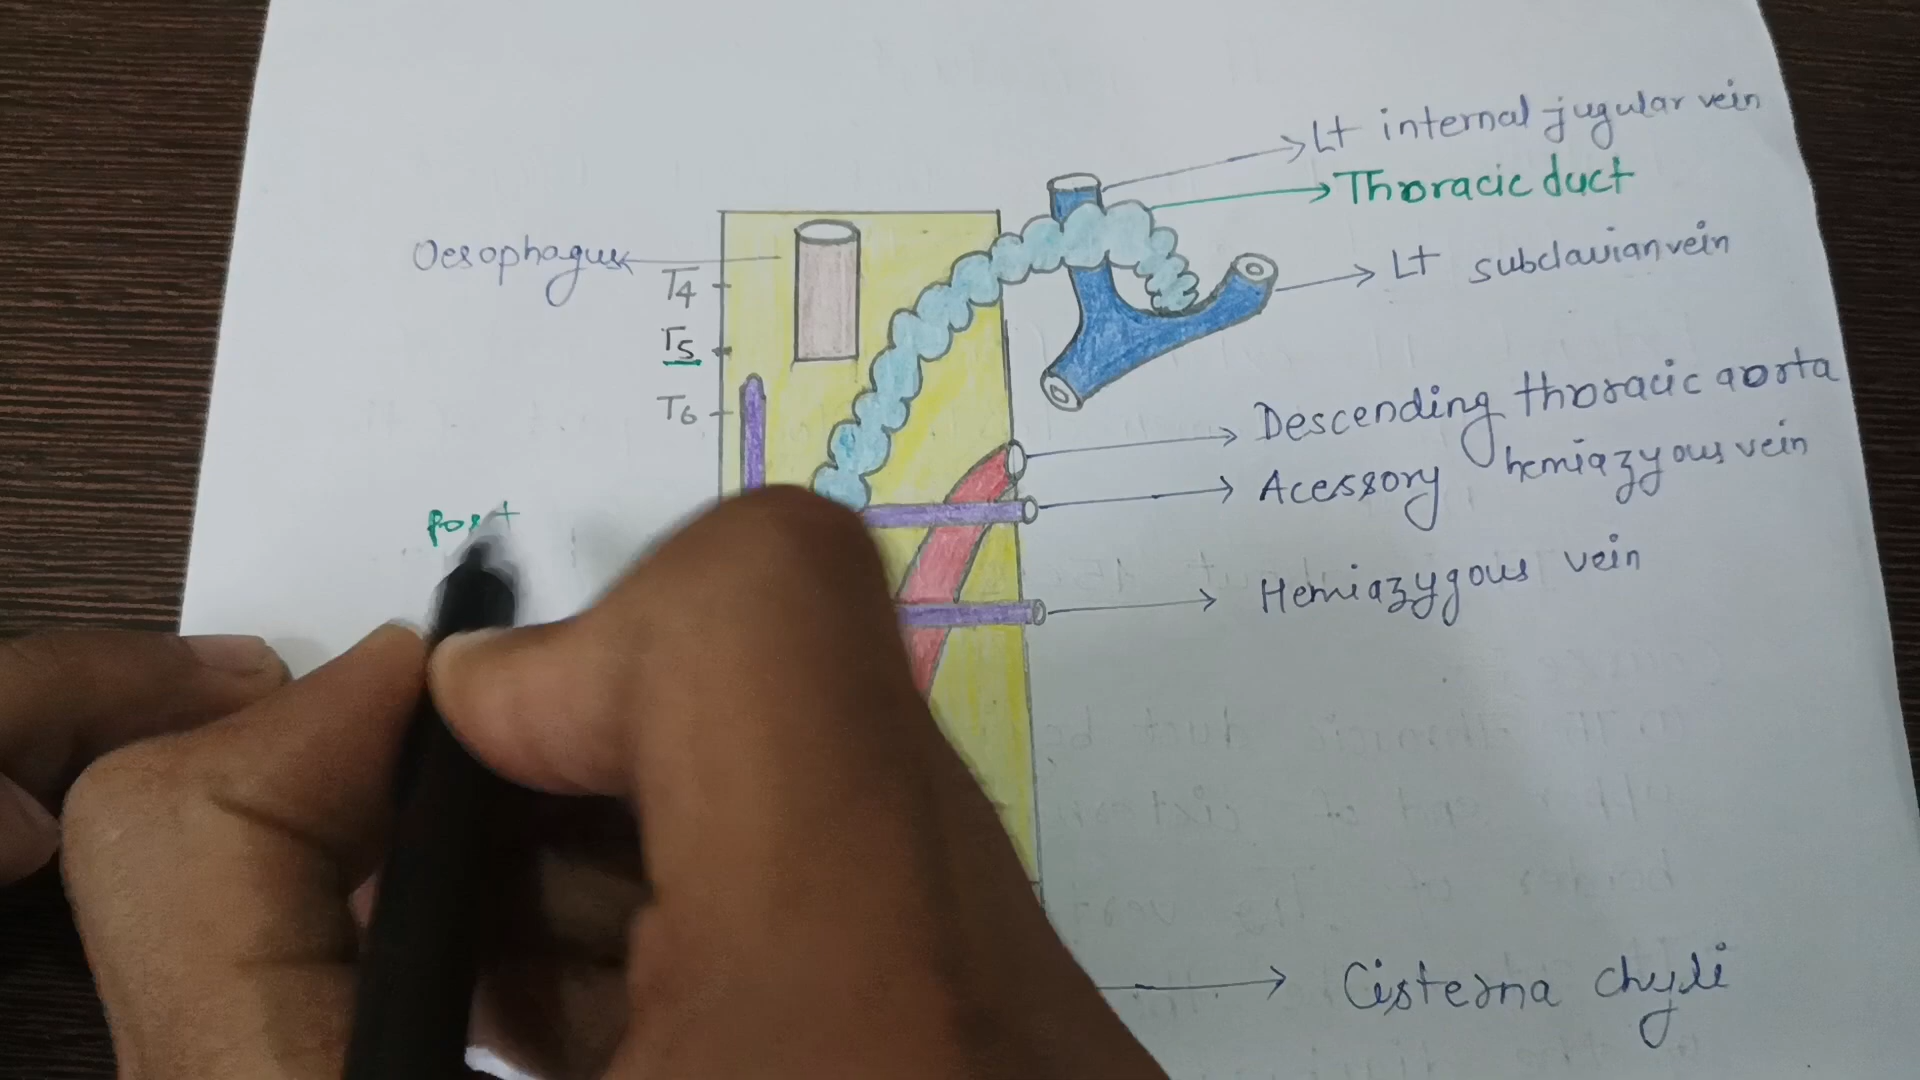 Lt internal jugular vein
Thoracic duct
Oesophagus
Lt subclavian vein
T4
T5
T6
Descending thoracic aorta
Acessory hemiazygous vein
post
Hemiazygous vein
Cisterna chyli